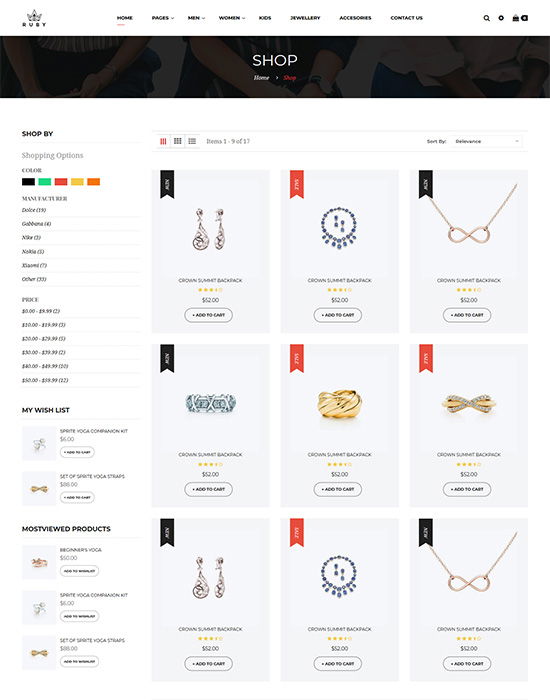 RUBY
HOME PAGES MEN WOMEN KIDS JEWELLERY ACCESORIES CONTACT US 0
SHOP
Home > Shop
SHOP BY
Shopping Options
COLOR
MANUFACTURER
Dolce (19)
Gabbana (4)
Nike (3)
Nokia (5)
Xiaomi (7)
Other (33)
PRICE
$0.00 - $9.99 (2)
$10.00 - $19.99 (3)
$20.00 - $29.99 (5)
$30.00 - $39.99 (2)
$40.00 - $49.99 (20)
$50.00 - $59.99 (12)
MY WISH LIST
SPRITE YOGA COMPANION KIT
$6.00
+ ADD TO CART
SET OF SPRITE YOGA STRAPS
$88.00
+ ADD TO CART
MOSTVIEWED PRODUCTS
BEGINNER'S YOGA
$50.00
ADD TO WISHLIST
SPRITE YOGA COMPANION KIT
$6.00
ADD TO WISHLIST
SET OF SPRITE YOGA STRAPS
$88.00
ADD TO WISHLIST
Items 1 - 9 of 17
Sort By: Relevance
NEW SALE NEW
CROWN SUMMIT BACKPACK CROWN SUMMIT BACKPACK CROWN SUMMIT BACKPACK
$52.00 $52.00 $52.00
+ ADD TO CART + ADD TO CART + ADD TO CART
NEW SALE SALE
CROWN SUMMIT BACKPACK CROWN SUMMIT BACKPACK CROWN SUMMIT BACKPACK
$52.00 $52.00 $52.00
+ ADD TO CART + ADD TO CART + ADD TO CART
NEW SALE NEW
CROWN SUMMIT BACKPACK CROWN SUMMIT BACKPACK CROWN SUMMIT BACKPACK
$52.00 $52.00 $52.00
+ ADD TO CART + ADD TO CART + ADD TO CART